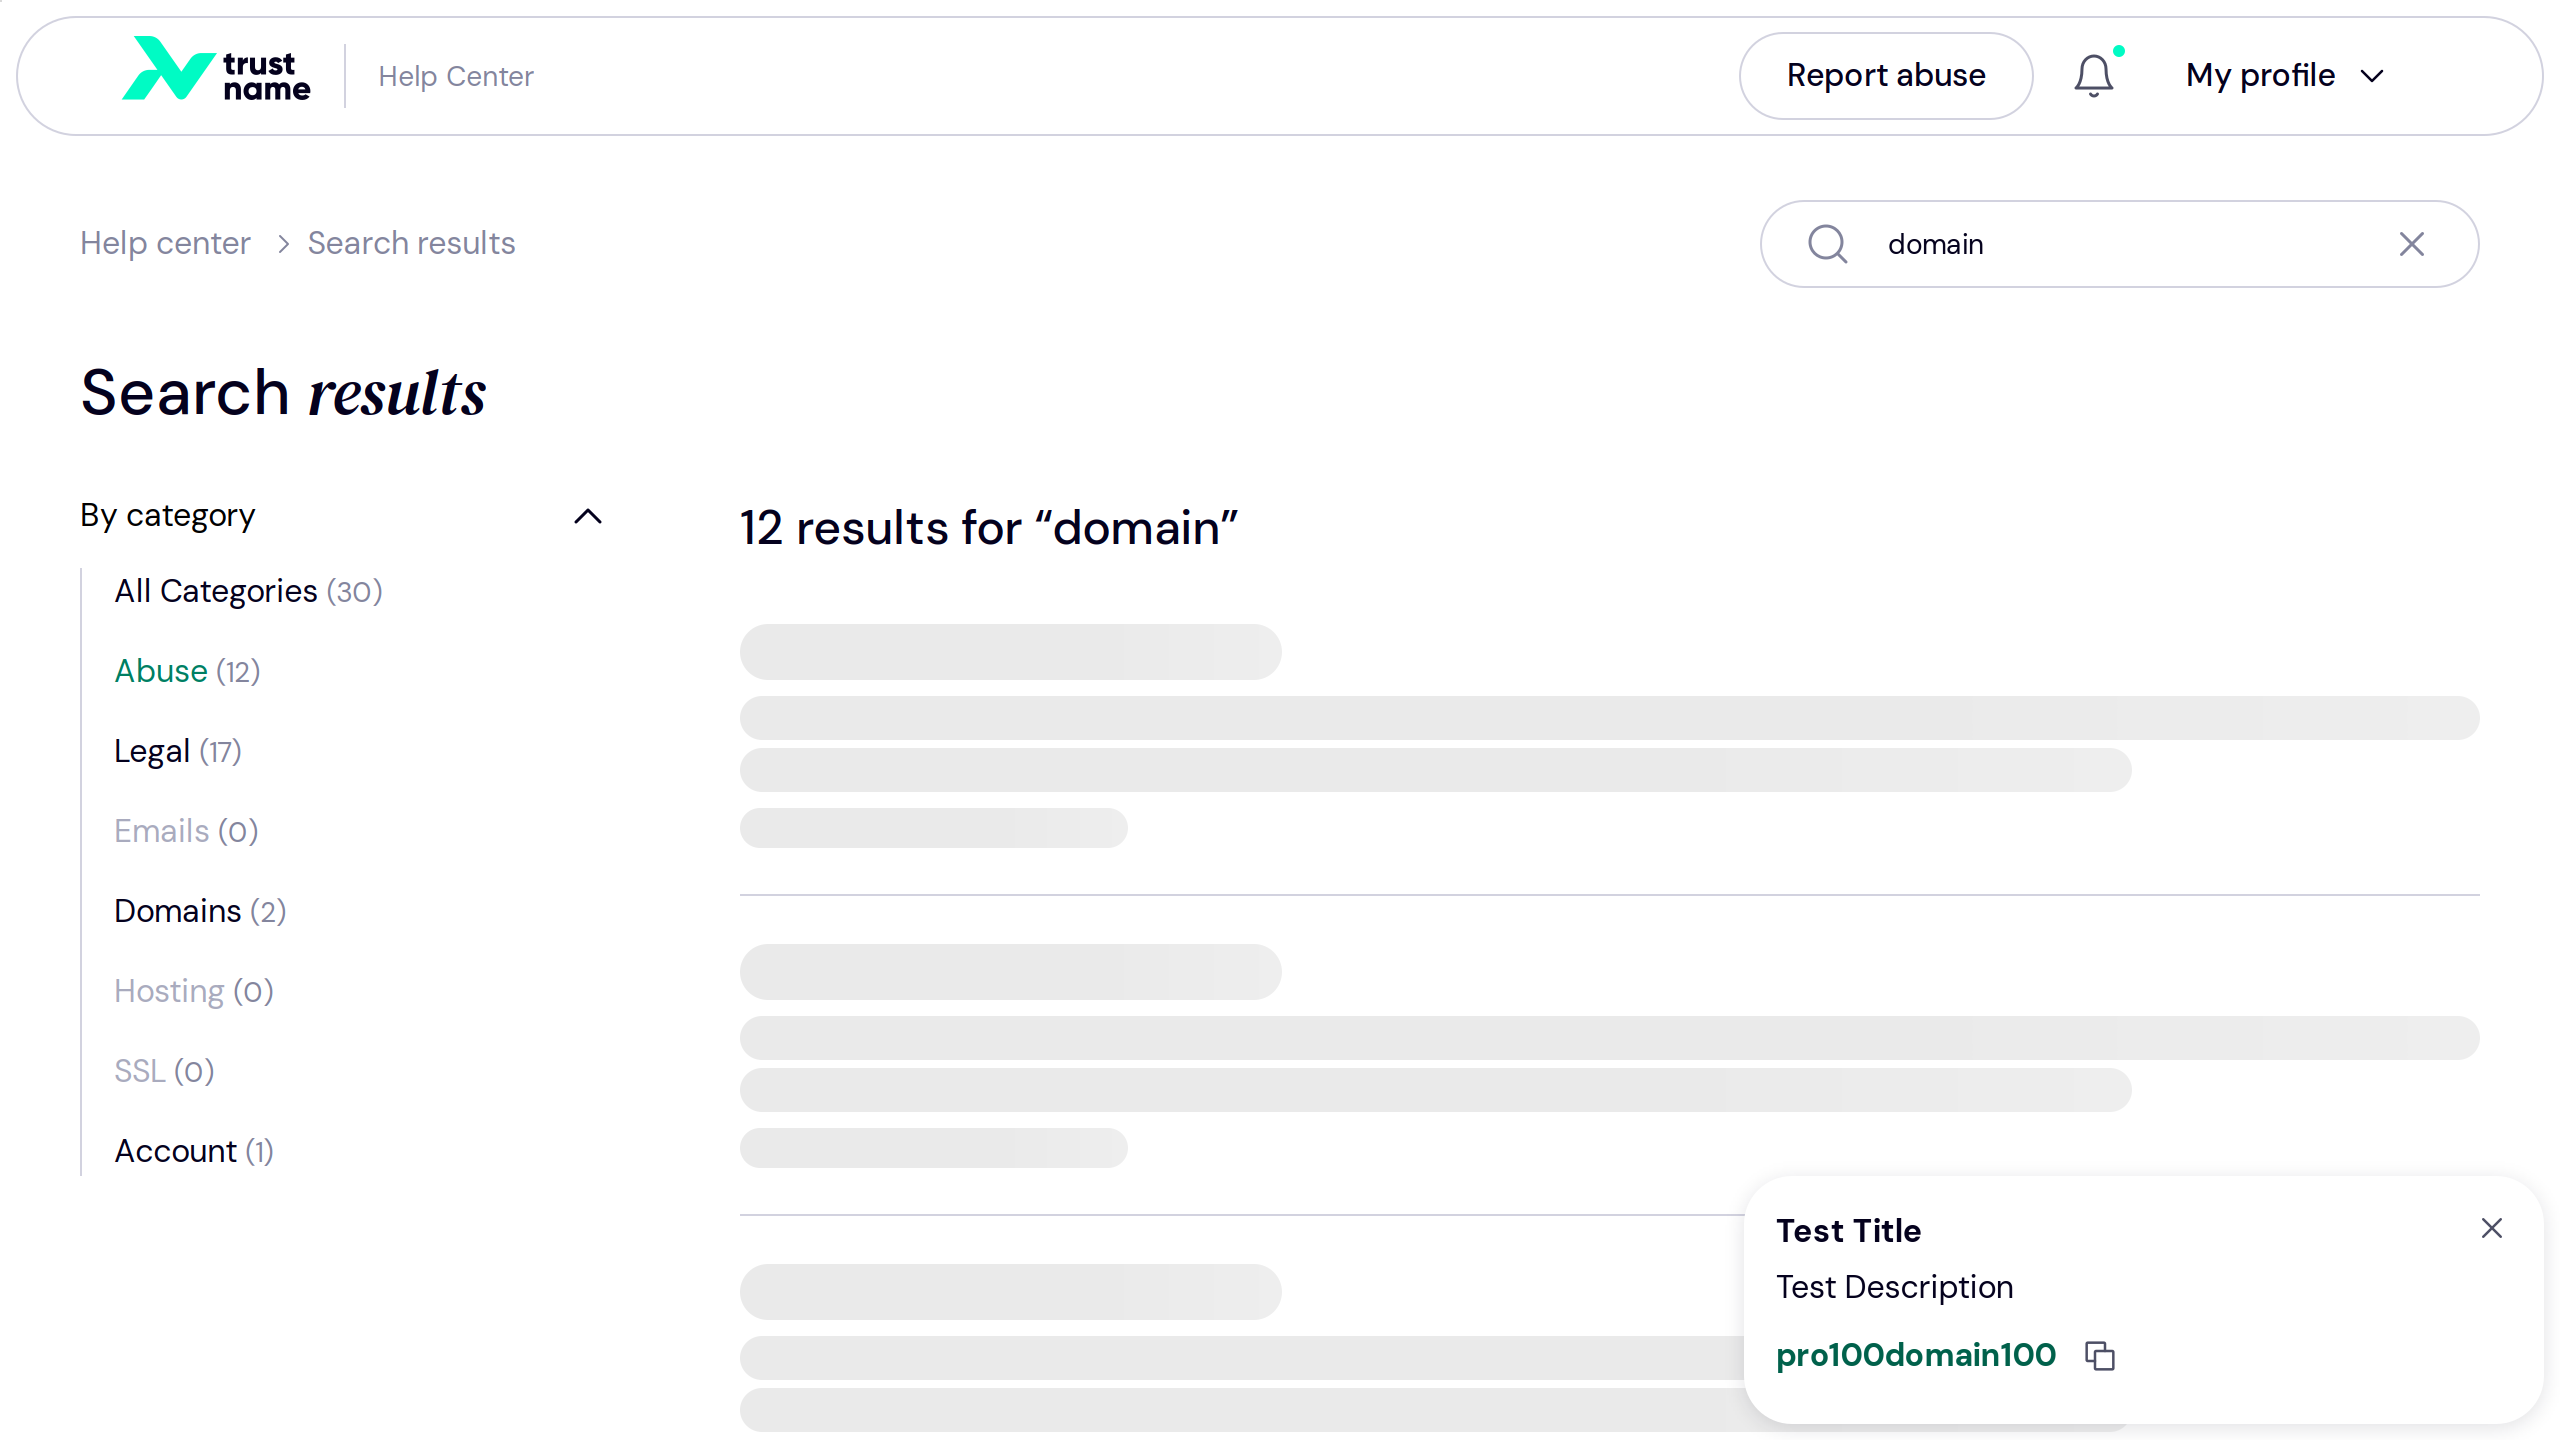 trust
name
Help Center
Report abuse
My profile
Help center
Search results
domain
Search results
By category
All Categories (30)
Abuse (12)
Legal (17)
Emails (0)
Domains (2)
Hosting (0)
SSL (0)
Account (1)
12 results for “domain”
Test Title
Test Description
pro100domain100